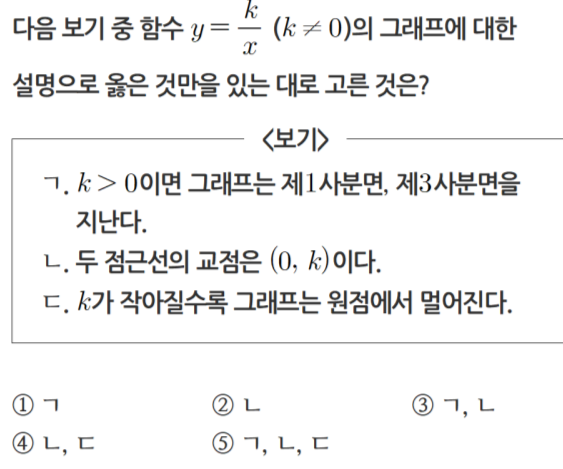 다음 보기 중 함수 y = k/x (k ≠ 0)의 그래프에 대한
설명으로 옳은 것만을 있는 대로 고른 것은?
<보기>
ㄱ. k > 0이면 그래프는 제1사분면, 제3사분면을
지난다.
ㄴ. 두 점근선의 교점은 (0, k)이다.
ㄷ. k가 작아질수록 그래프는 원점에서 멀어진다.
① ㄱ ② ㄴ ③ ㄱ, ㄴ
④ ㄴ, ㄷ ⑤ ㄱ, ㄴ, ㄷ